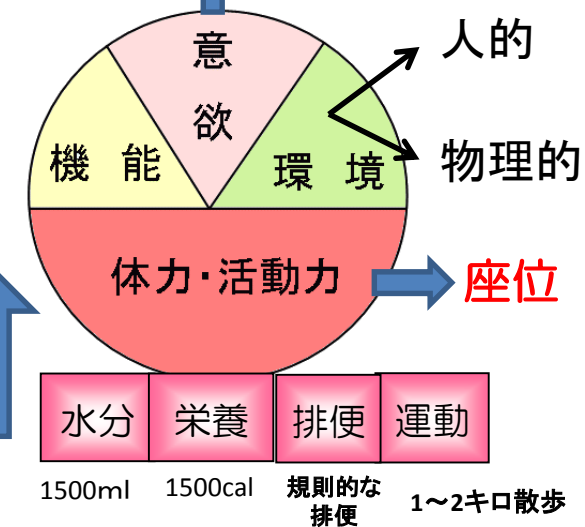 意
欲
人的
機 能
環 境
物理的
体力・活動力
座位
水分
栄養
排便
運動
1500ml
1500cal
規則的な
排便
1～2キロ散歩